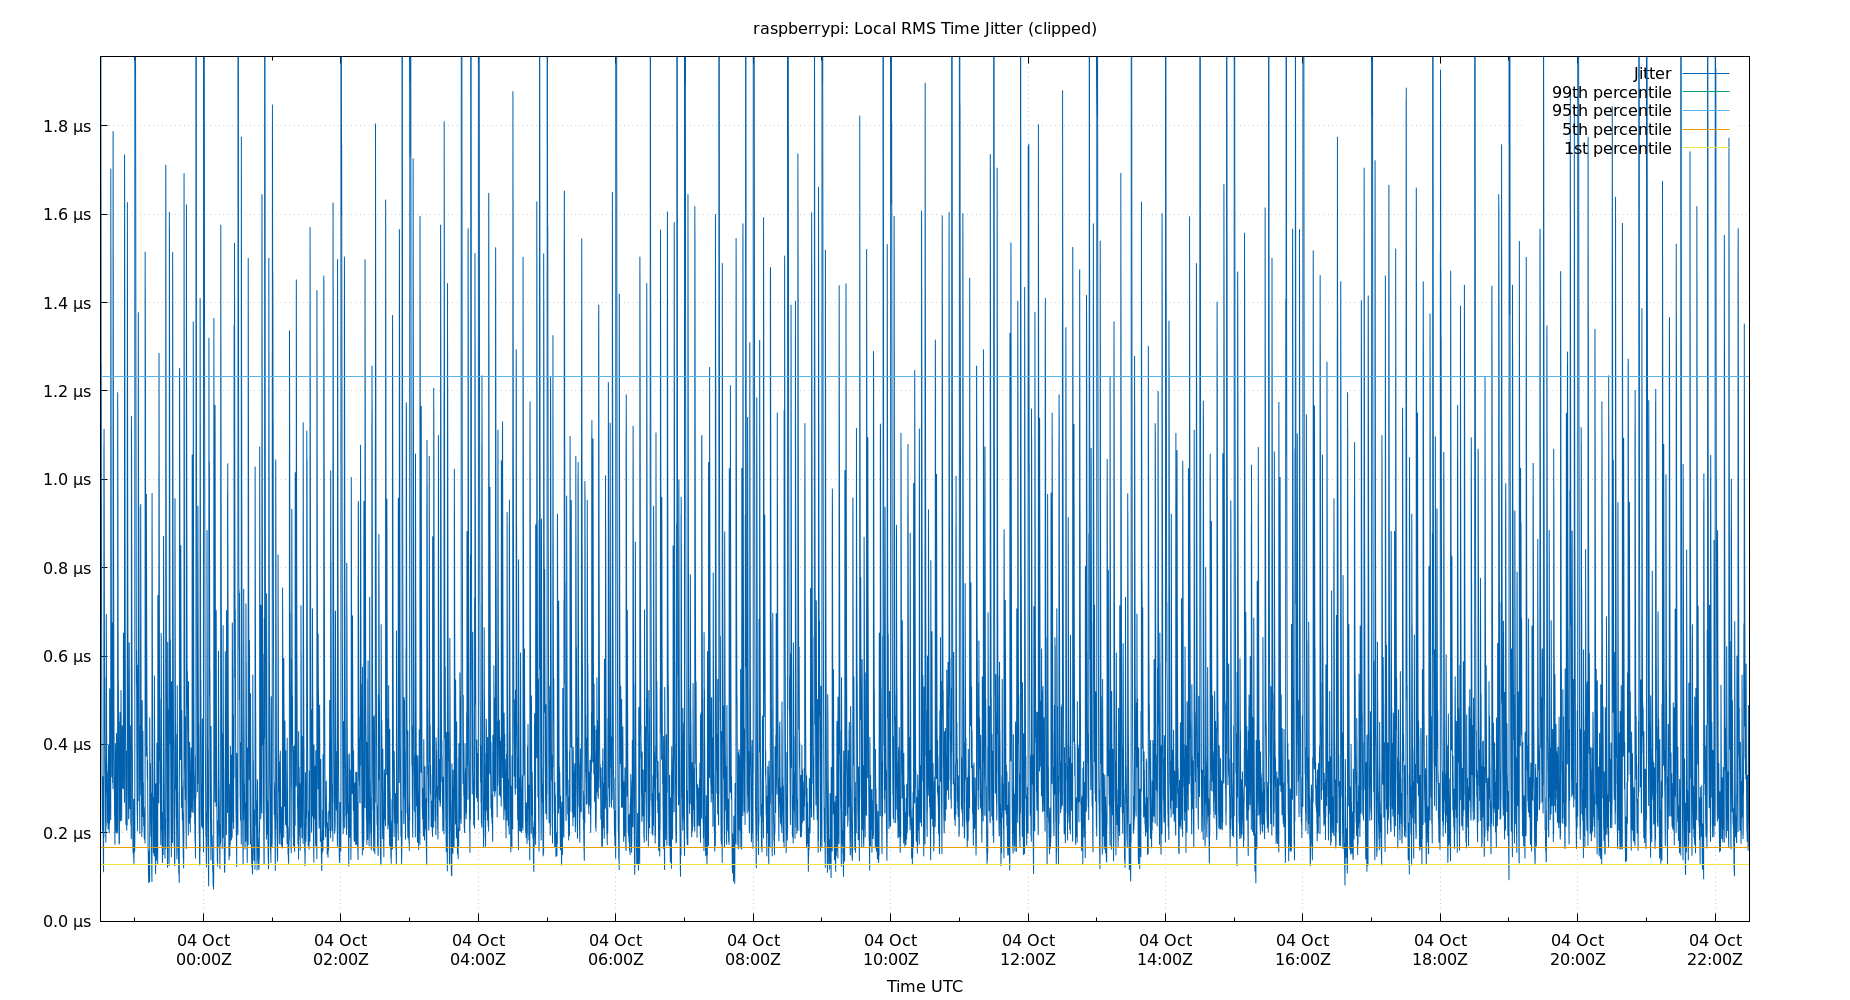 raspberrypi: Local RMS Time Jitter (clipped)
Jitter
99th percentile
95th percentile
5th percentile
1st percentile
1.8 µs
1.6 µs
1.4 µs
1.2 µs
1.0 µs
0.8 µs
0.6 µs
0.4 µs
0.2 µs
0.0 µs
04 Oct 04 Oct 04 Oct 04 Oct 04 Oct 04 Oct 04 Oct 04 Oct 04 Oct 04 Oct 04 Oct 04 Oct
00:00Z 02:00Z 04:00Z 06:00Z 08:00Z 10:00Z 12:00Z 14:00Z 16:00Z 18:00Z 20:00Z 22:00Z
Time UTC